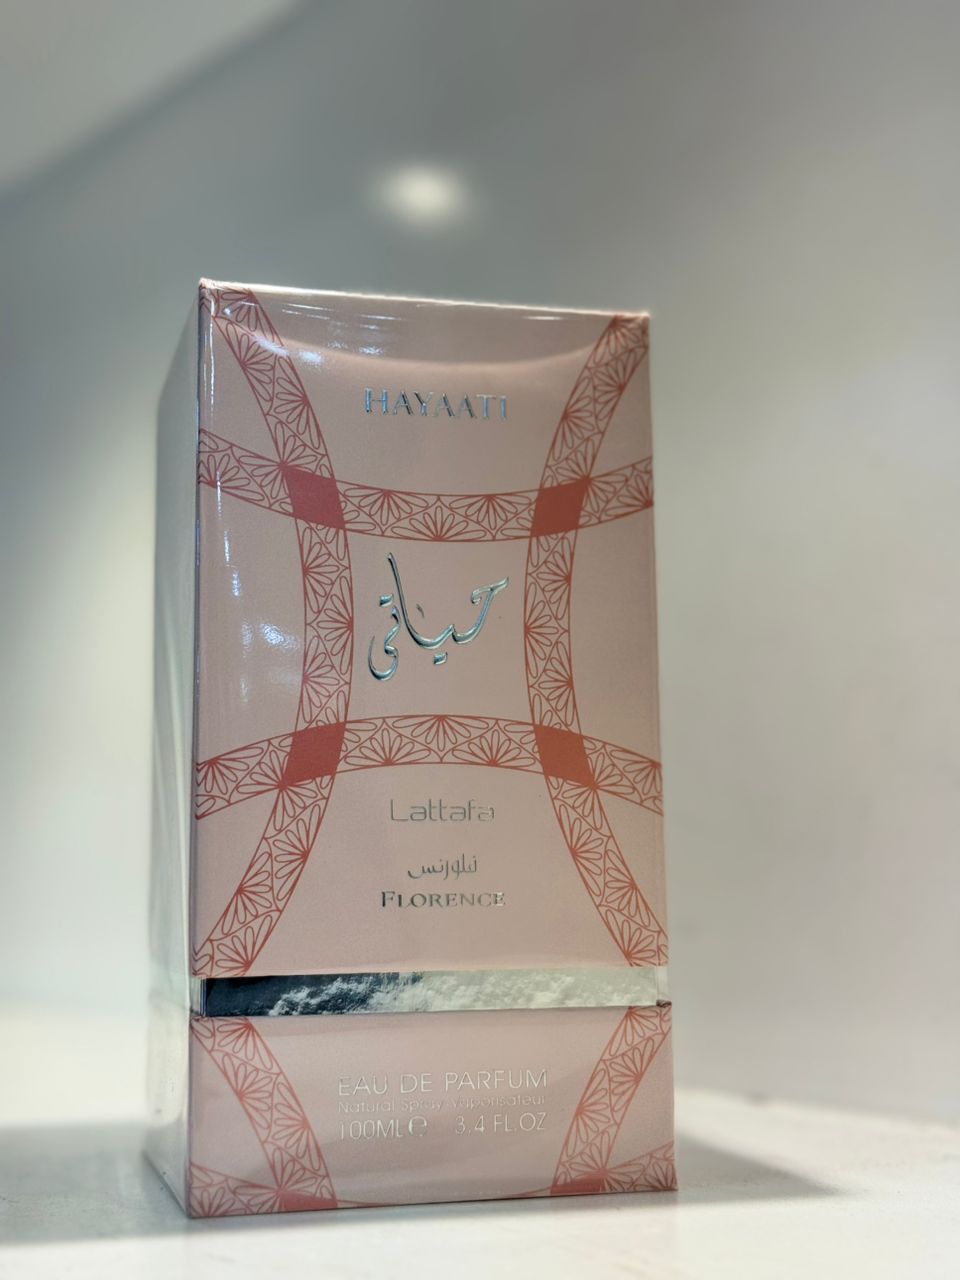 HAYAATI
حياتي
Lattafa
فلورنس
FLORENCE
EAU DE PARFUM
Natural Spray Vaporisateur
100ML e 3.4 FL.OZ